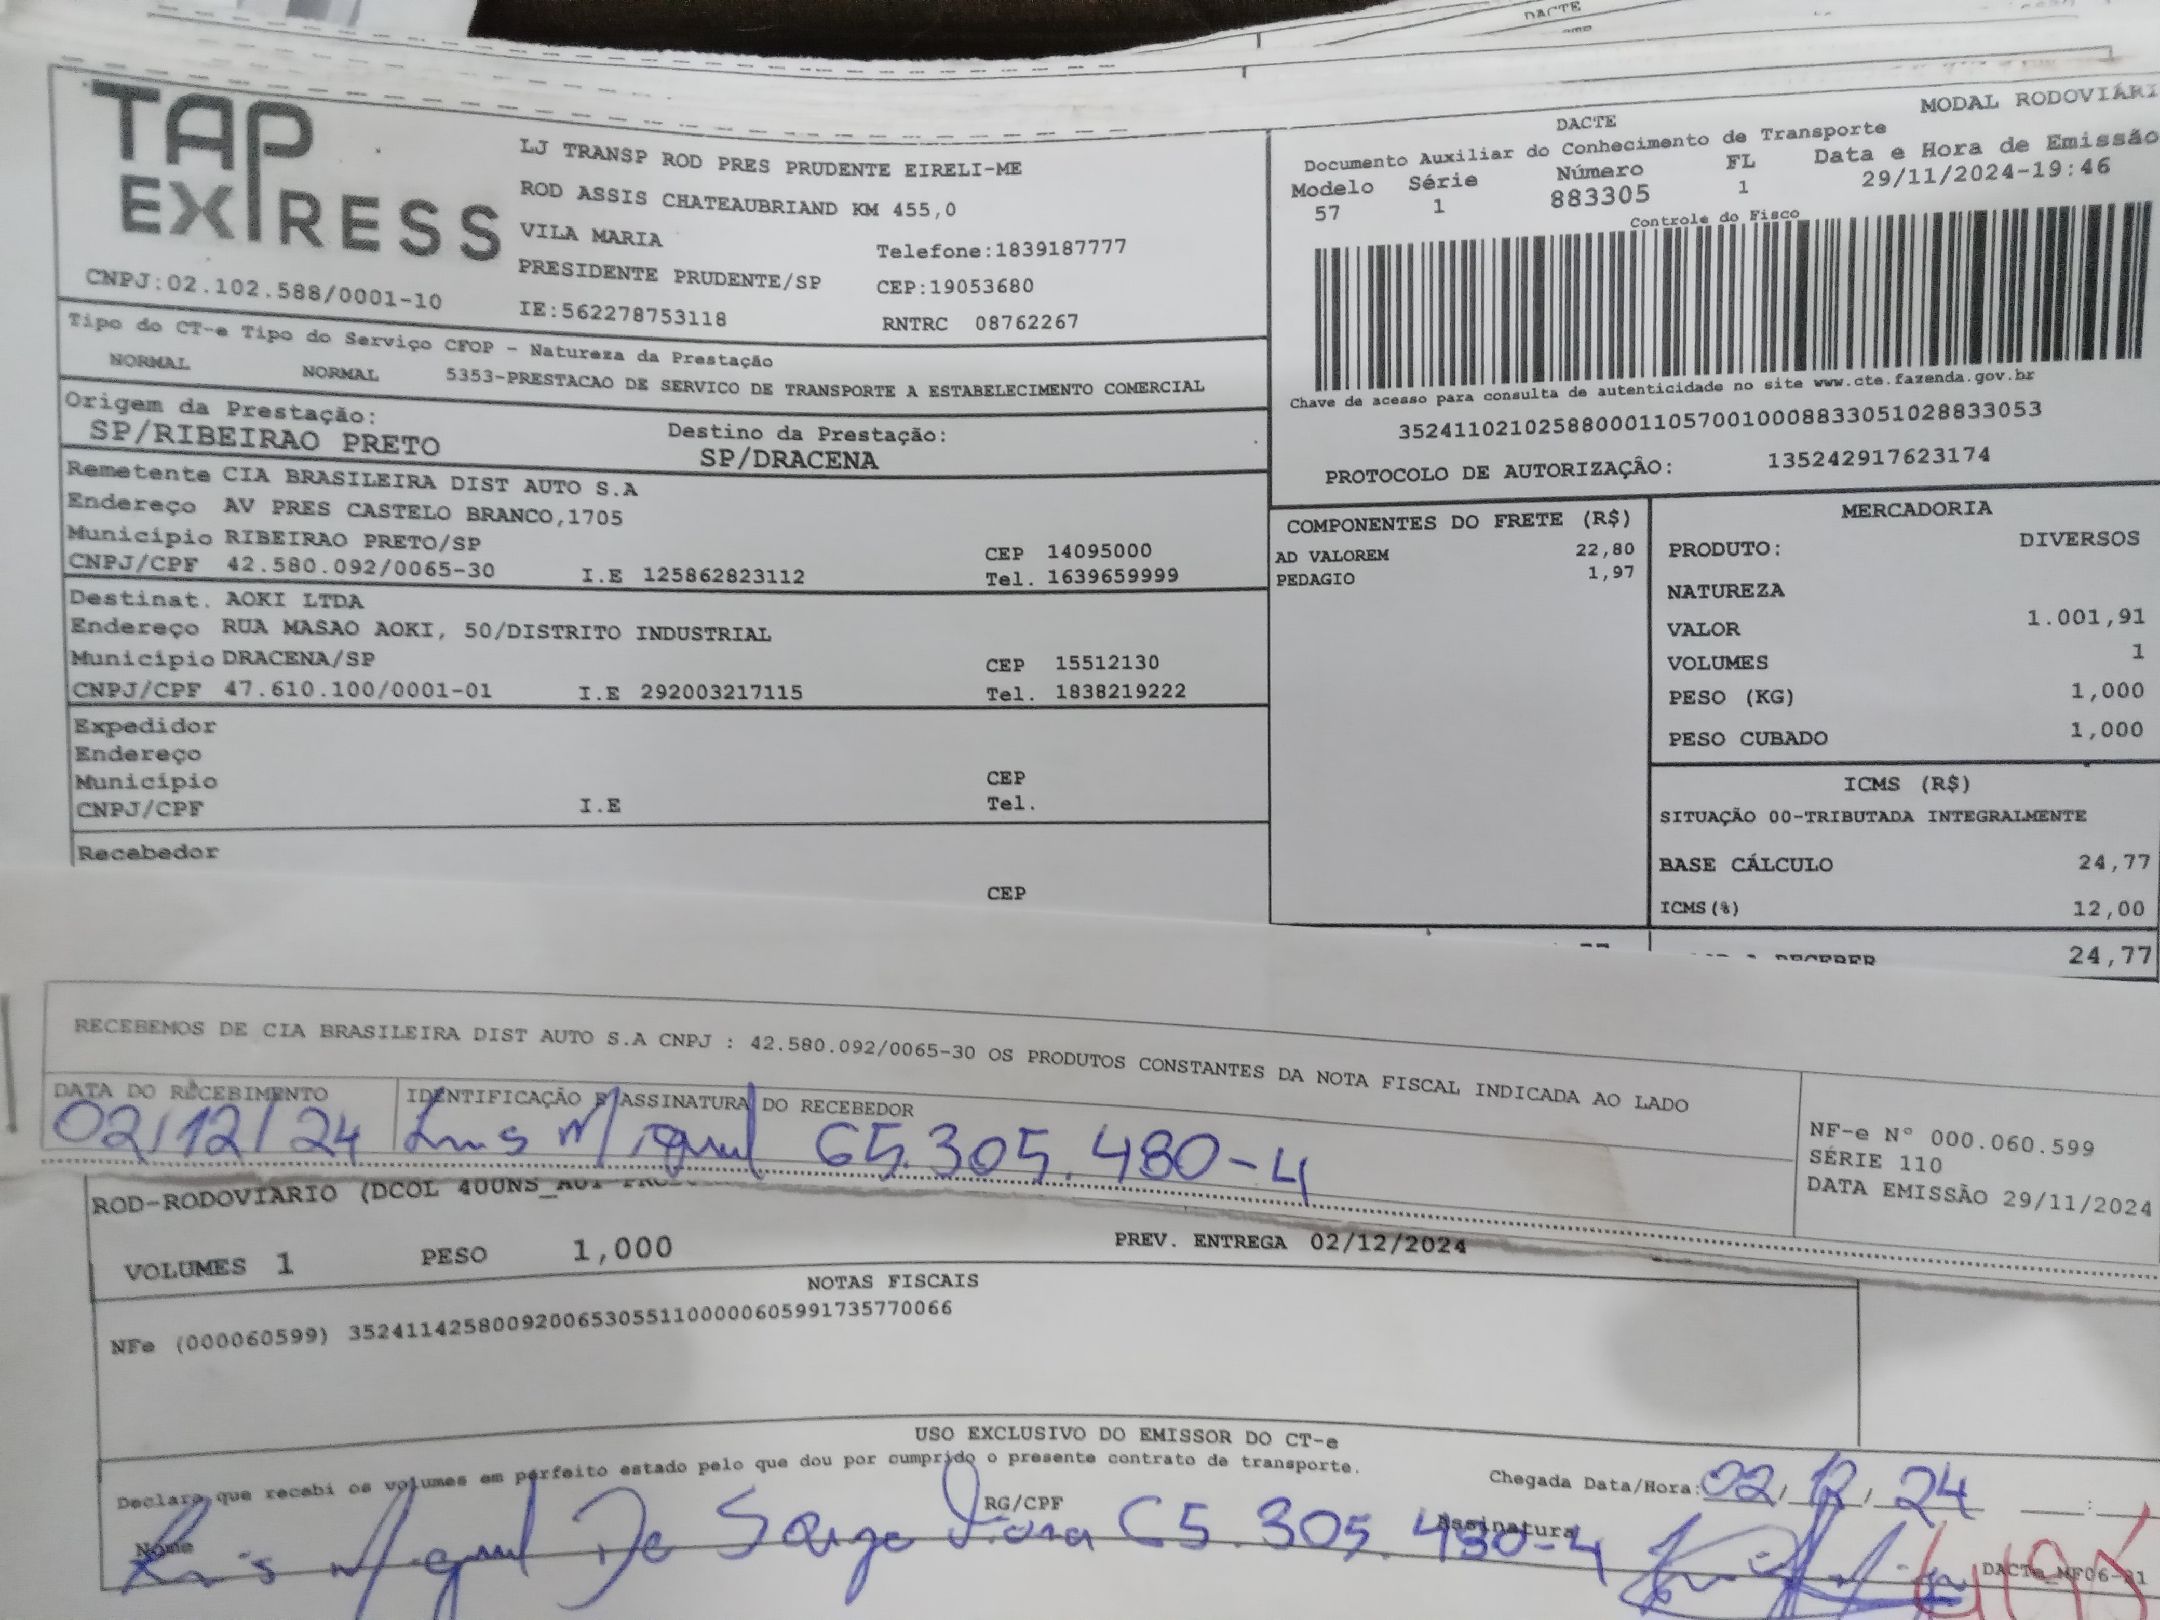 DACTE
TAP
EXPRESS
CNPJ:02.102.588/0001-10
LJ TRANSP ROD PRES PRUDENTE EIRELI-ME
ROD ASSIS CHATEAUBRIAND KM 455,0
VILA MARIA
Telefone:1839187777
PRESIDENTE PRUDENTE/SP
CEP:19053680
IE:562278753118
RNTRC 08762267
MODAL RODOVIÁRI
DACTE
Documento Auxiliar do Conhecimento de Transporte
Modelo Série Número FL Data e Hora de Emissão
57 1 883305 1 29/11/2024-19:46
Controle do Fisco
Chave de acesso para consulta de autenticidade no site www.cte.fazenda.gov.br
35241102102588000110570010008833051028833053
PROTOCOLO DE AUTORIZAÇÃO: 135242917623174
Tipo do CT-e Tipo do Serviço CFOP - Natureza da Prestação
NORMAL NORMAL 5353-PRESTACAO DE SERVICO DE TRANSPORTE A ESTABELECIMENTO COMERCIAL
Origem da Prestação:
SP/RIBEIRAO PRETO
Destino da Prestação:
SP/DRACENA
Remetente CIA BRASILEIRA DIST AUTO S.A
Endereço AV PRES CASTELO BRANCO,1705
Município RIBEIRAO PRETO/SP CEP 14095000
CNPJ/CPF 42.580.092/0065-30 I.E 125862823112 Tel. 1639659999
Destinat. AOKI LTDA
Endereço RUA MASAO AOKI, 50/DISTRITO INDUSTRIAL
Município DRACENA/SP CEP 15512130
CNPJ/CPF 47.610.100/0001-01 I.E 292003217115 Tel. 1838219222
Expedidor
Endereço
Município CEP
CNPJ/CPF I.E Tel.
Recebedor
CEP
COMPONENTES DO FRETE (R$)
AD VALOREM 22,80
PEDAGIO 1,97
MERCADORIA
PRODUTO: DIVERSOS
NATUREZA
VALOR 1.001,91
VOLUMES 1
PESO (KG) 1,000
PESO CUBADO 1,000
ICMS (R$)
SITUAÇÃO 00-TRIBUTADA INTEGRALMENTE
BASE CÁLCULO 24,77
ICMS(%) 12,00
24,77
RECEBEMOS DE CIA BRASILEIRA DIST AUTO S.A CNPJ : 42.580.092/0065-30 OS PRODUTOS CONSTANTES DA NOTA FISCAL INDICADA AO LADO
DATA DO RECEBIMENTO IDENTIFICAÇÃO E ASSINATURA DO RECEBEDOR
02/12/24 Luis Miguel 65.305.480-4
NF-e Nº 000.060.599
SÉRIE 110
DATA EMISSÃO 29/11/2024
ROD-RODOVIARIO (DCOL
VOLUMES 1 PESO 1,000 PREV. ENTREGA 02/12/2024
NOTAS FISCAIS
NFe (000060599) 35241142580092006530551100000605991735770066
USO EXCLUSIVO DO EMISSOR DO CT-e
Declara que recebi os volumes em perfeito estado pelo que dou por cumprido o presente contrato de transporte.
Chegada Data/Hora: 02/12/24 :
Nome RG/CPF Assinatura
Luis Miguel De 65.305.480-4